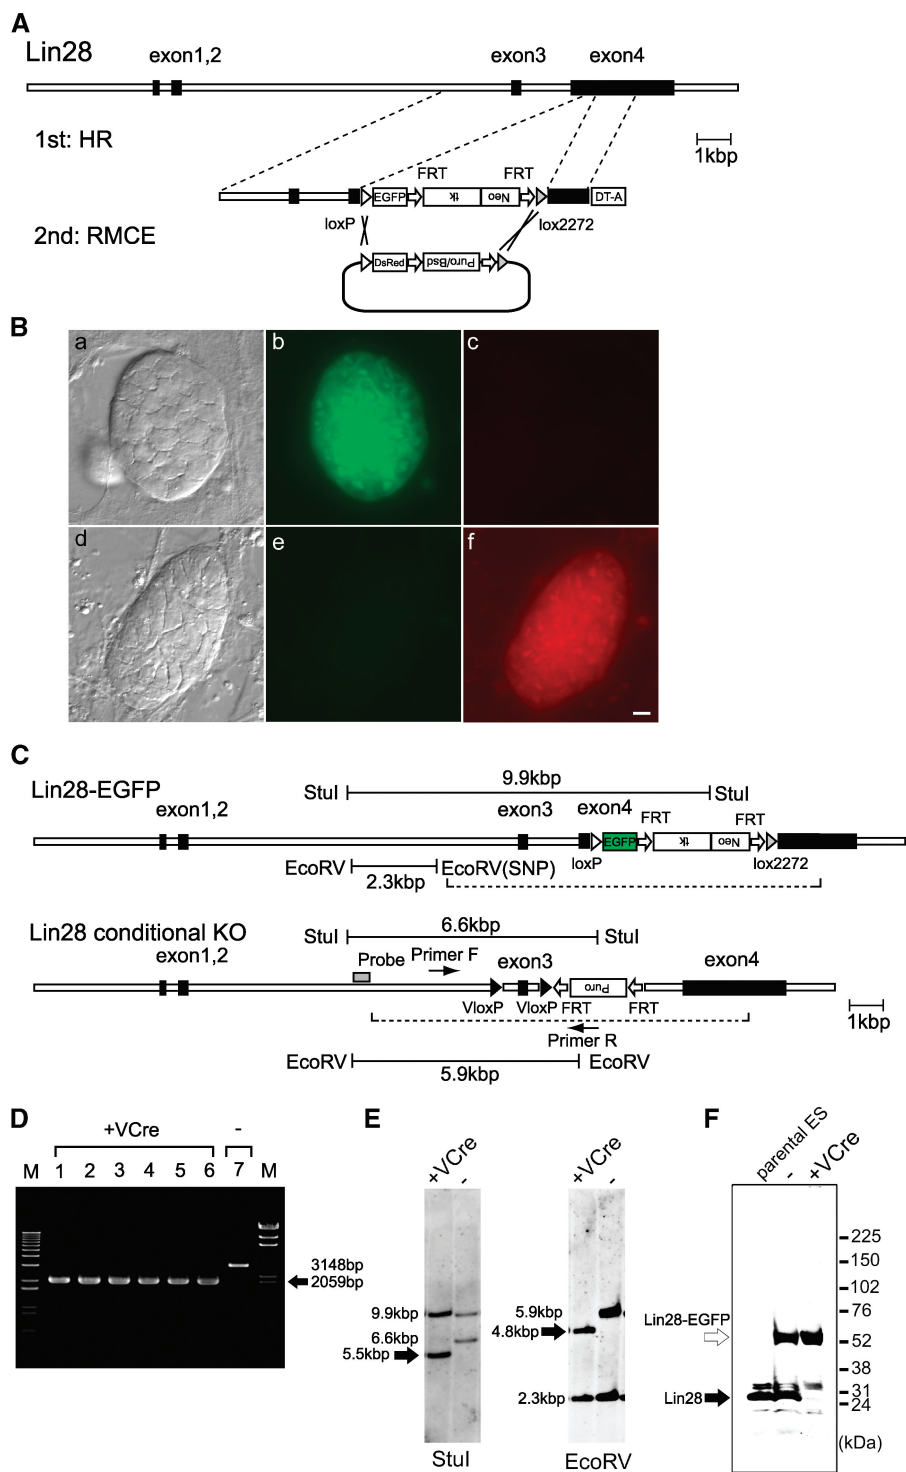 A
Lin28
exon1,2
exon3
exon4
1st: HR
1kbp
FRT
FRT
EGFP
tk
Neo
DT-A
loxP
lox2272
2nd: RMCE
DsRed
Puro/Bsd
B
a
b
c
d
e
f
C
Lin28-EGFP
StuI
9.9kbp
StuI
exon1,2
exon3
exon4
FRT
FRT
EGFP
tk
Neo
EcoRV
2.3kbp
EcoRV(SNP)
loxP
lox2272
Lin28 conditional KO
StuI
6.6kbp
StuI
exon1,2
Probe
Primer F
exon3
exon4
Puro
VloxP
VloxP
FRT
FRT
1kbp
Primer R
EcoRV
5.9kbp
EcoRV
D
+VCre
-
M
1
2
3
4
5
6
7
M
3148bp
2059bp
E
+VCre
-
9.9kbp
6.6kbp
5.5kbp
StuI
+VCre
-
5.9kbp
4.8kbp
2.3kbp
EcoRV
F
parental ES
-
+VCre
225
150
102
76
52
38
31
24
(kDa)
Lin28-EGFP
Lin28